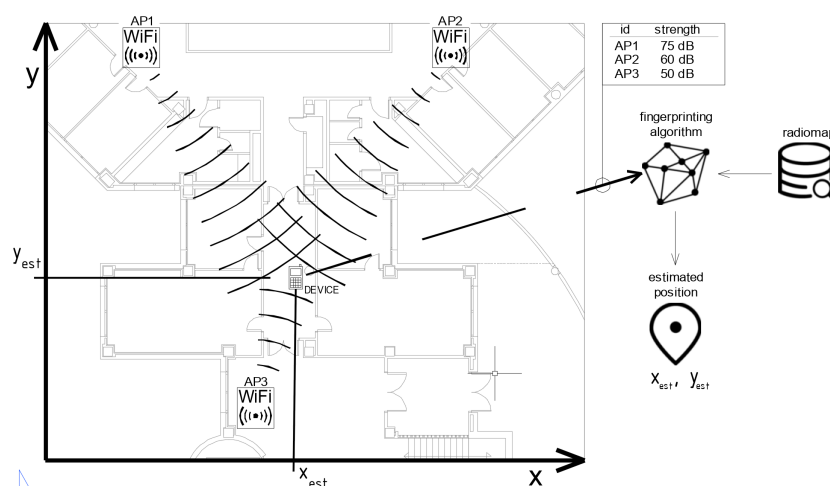 AP1
WiFi
AP2
WiFi
id strength
AP1 75 dB
AP2 60 dB
AP3 50 dB
y
fingerprinting
algorithm
radiomap
y est
DEVICE
estimated
position
x est, y est
AP3
WiFi
x est
x